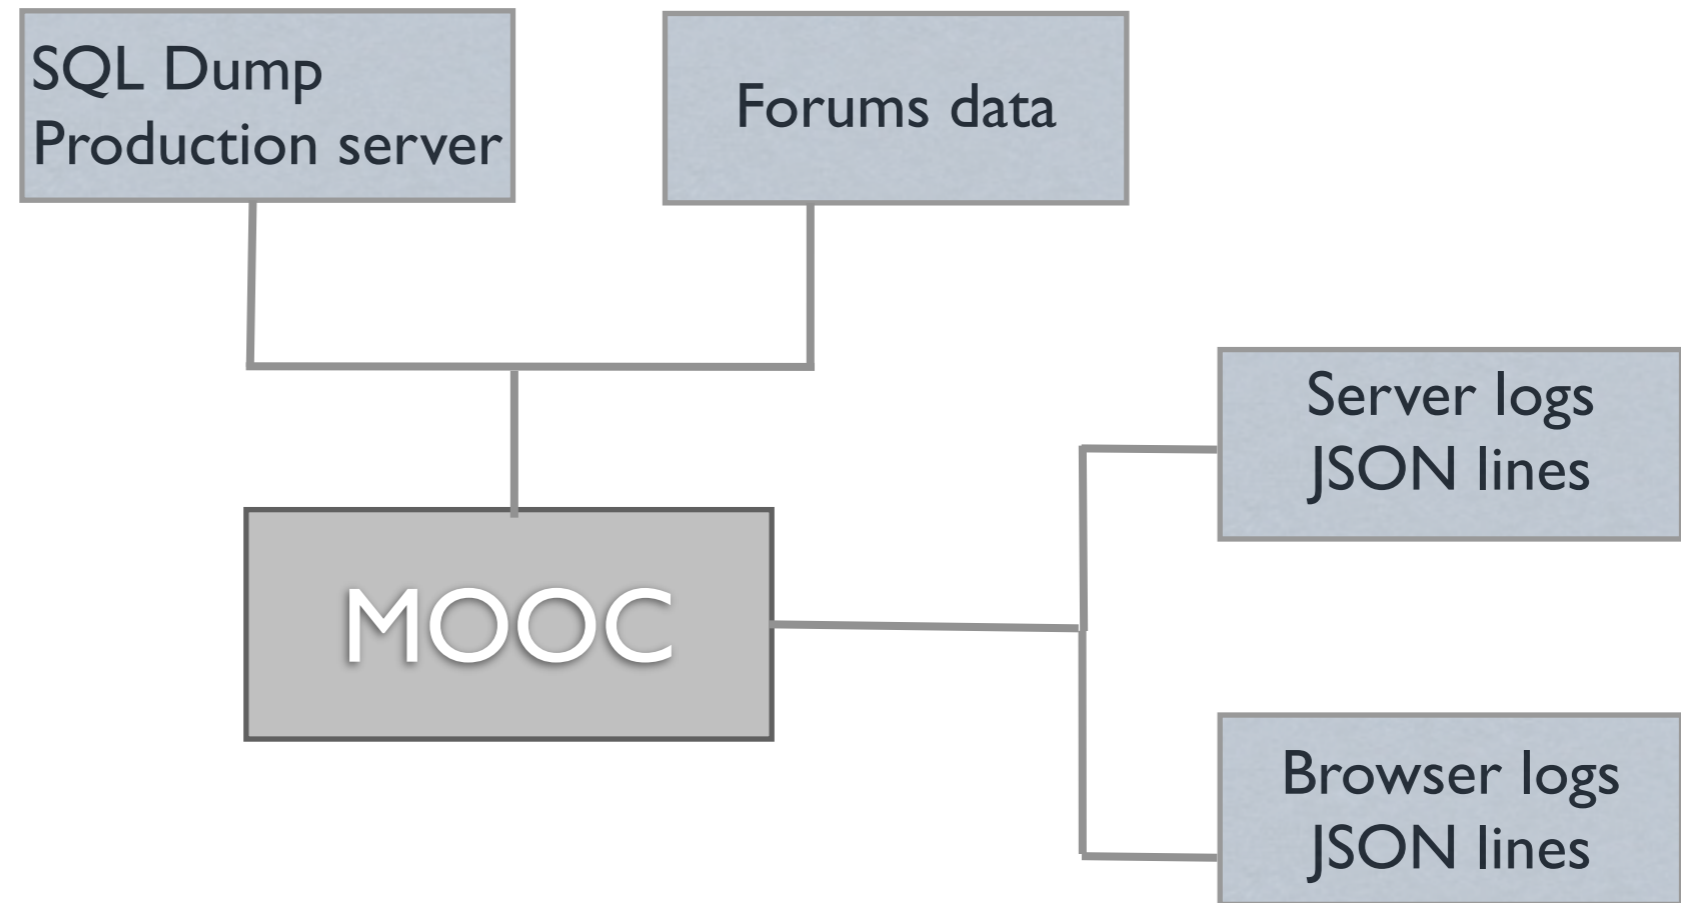 SQL Dump
Production server
Forums data
Server logs
JSON lines
MOOC
Browser logs
JSON lines